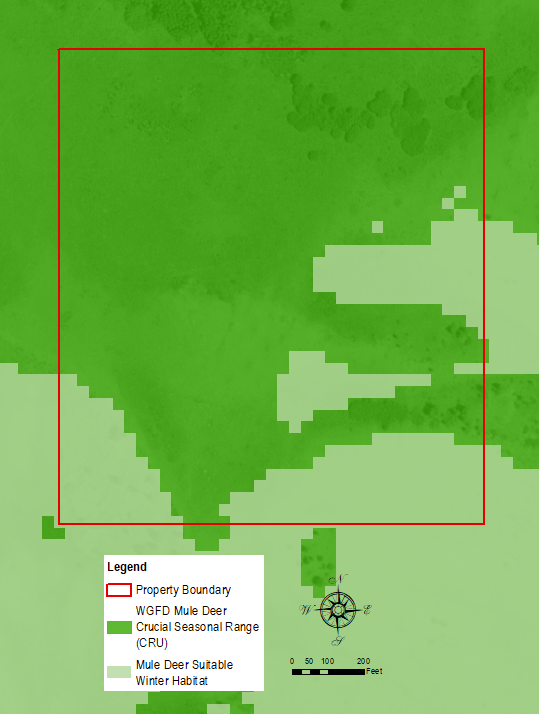 Legend
Property Boundary
WGFD Mule Deer
Crucial Seasonal Range
(CRU)
Mule Deer Suitable
Winter Habitat
N
W E
S
0 50 100 200
Feet